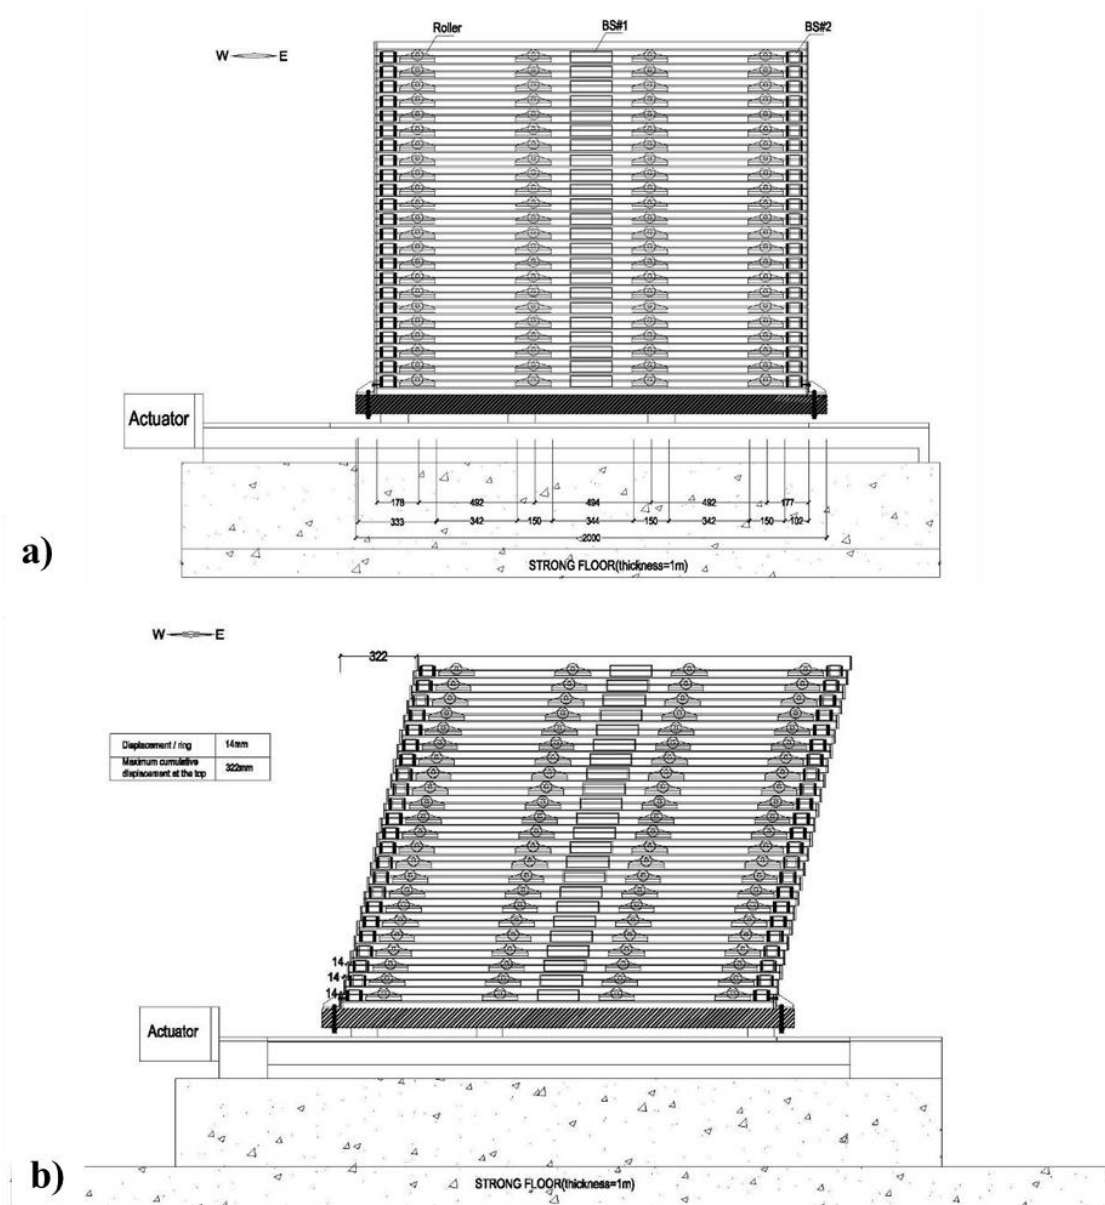 Roller
BS#1
BS#2
W E
Actuator
178 492 494 492 177
333 342 150 344 150 342 150 102
2000
a)
STRONG FLOOR(thickness=1m)
W E
322
Displacement / ring 14mm
Maximum cumulative
displacement at the top 322mm
14
14
14
Actuator
b)
STRONG FLOOR(thickness=1m)